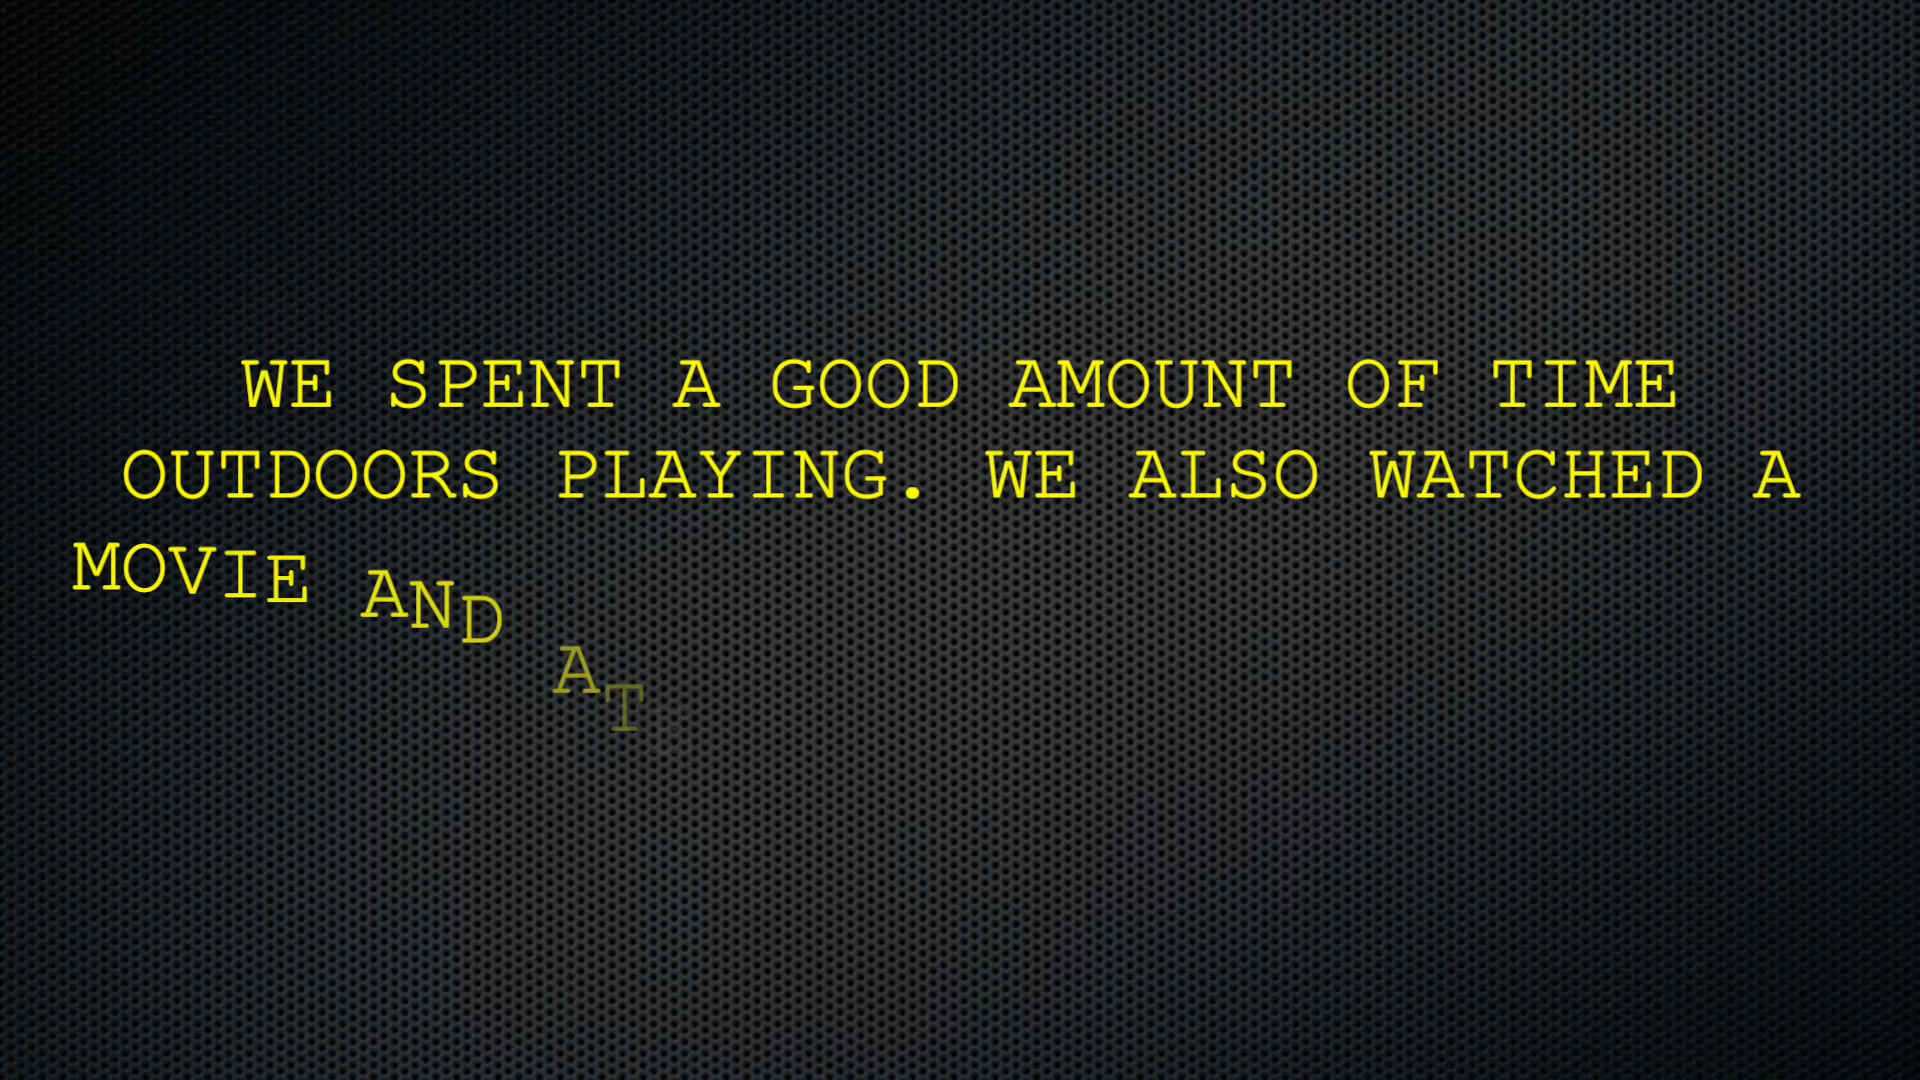 WE SPENT A GOOD AMOUNT OF TIME
OUTDOORS PLAYING. WE ALSO WATCHED A
MOVIE AND AT